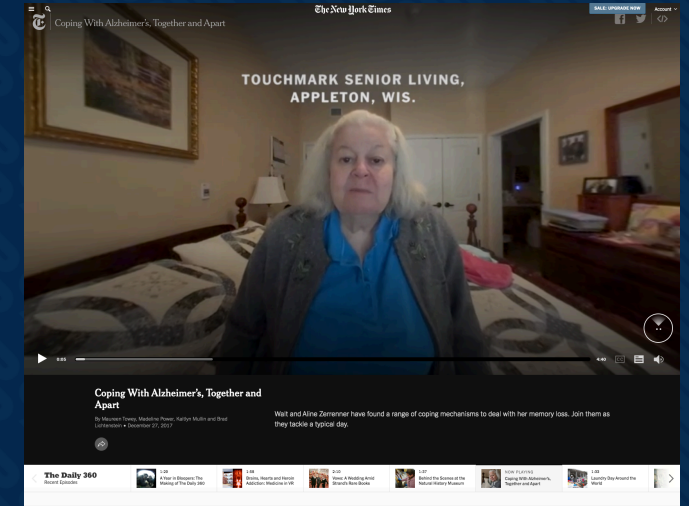 The New York Times
SALE: UPGRADE NOW
Account
Coping With Alzheimer's, Together and Apart
TOUCHMARK SENIOR LIVING,
APPLETON, WIS.
0:05
4:40
Coping With Alzheimer's, Together and
Apart
By Maureen Towey, Madeline Power, Kaitlyn Mullin and Brad
Lichtenstein • December 27, 2017
Walt and Aline Zerrenner have found a range of coping mechanisms to deal with her memory loss. Join them as
they tackle a typical day.
The Daily 360
Recent Episodes
1:25
A Year in Bloopers: The
Making of The Daily 360
Brains, Hearts and Heroin
Addiction: Medicine in VR
2:10
Vows: A Wedding Amid
Strand's Rare Books
1:37
Behind the Scenes at the
Natural History Museum
NOW PLAYING
Coping With Alzheimer's,
Together and Apart
1:03
Laundry Day Around the
World